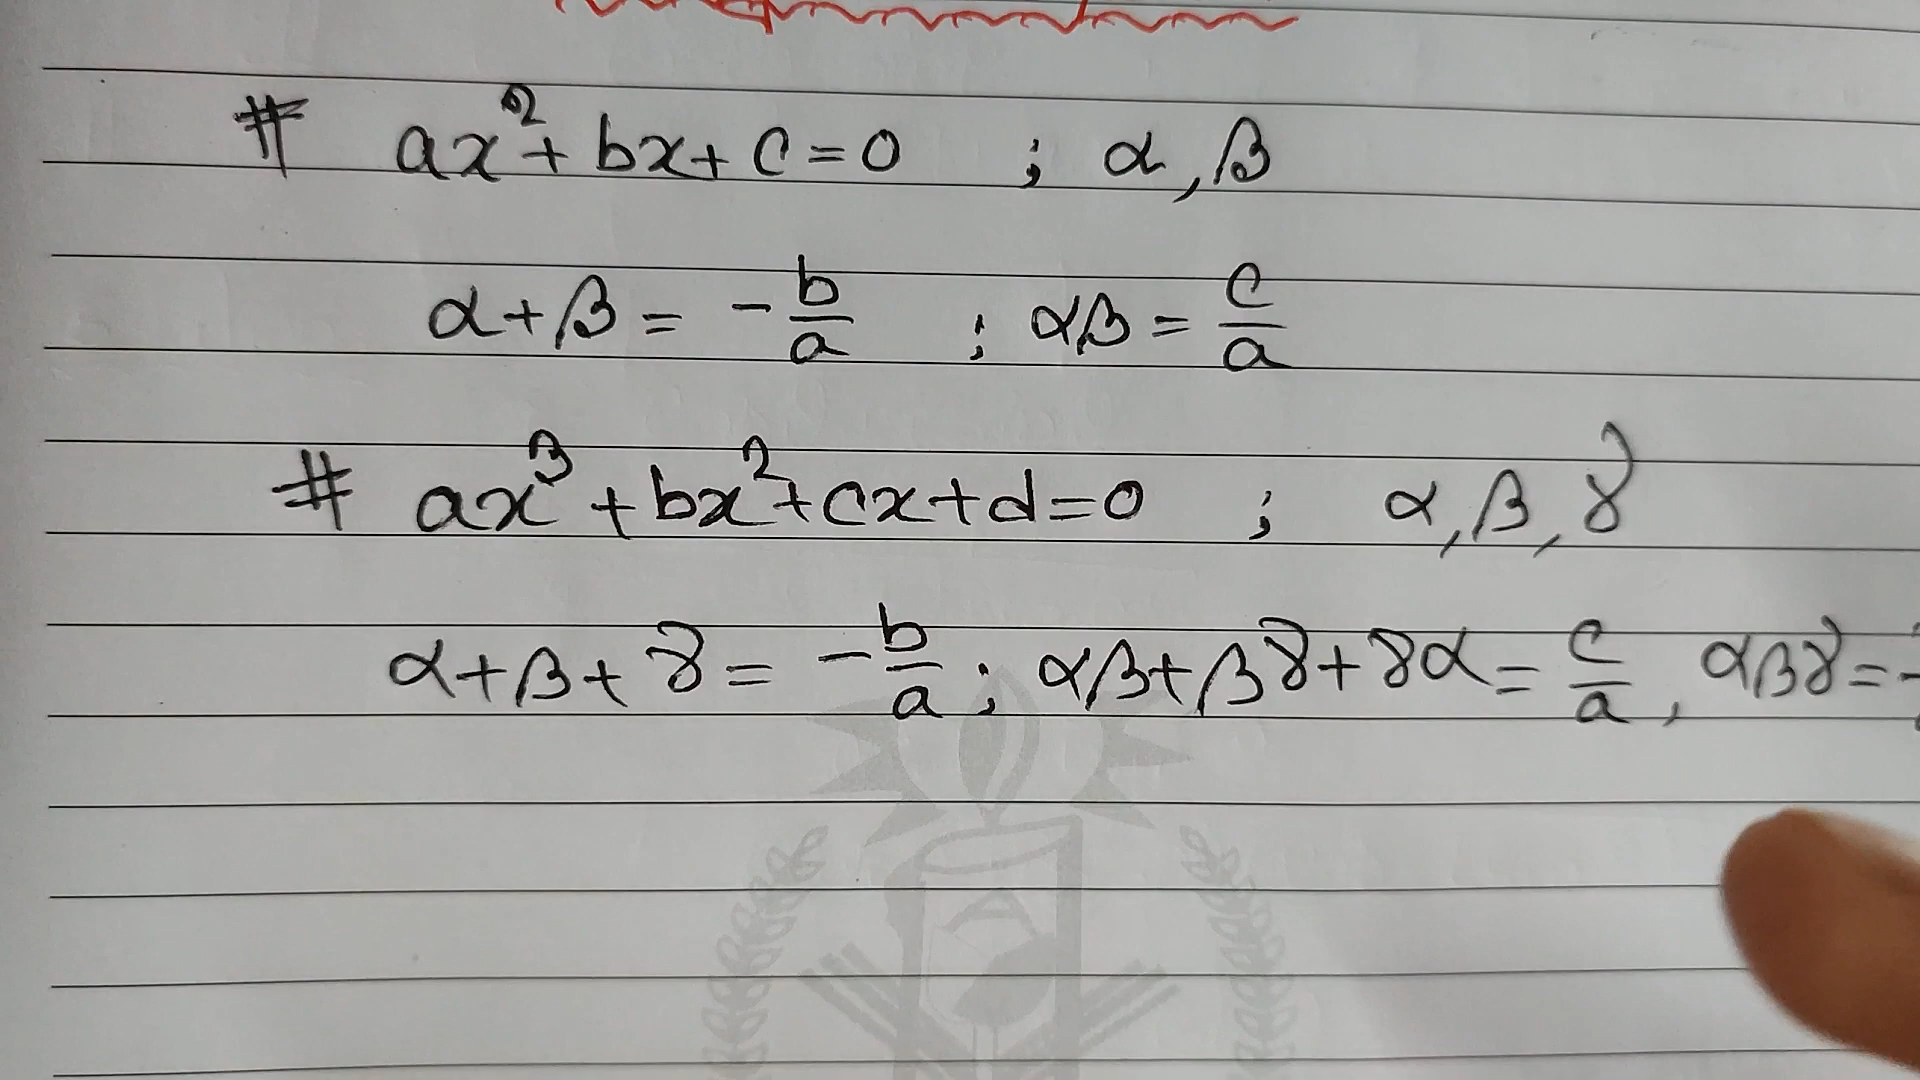 # ax²+bx+c=0 ; α,β
α+β = -b/a ; αβ = c/a
# ax³+bx²+cx+d=0 ; α,β,γ
α+β+γ = -b/a ; αβ+βγ+γα = c/a , αβγ=-